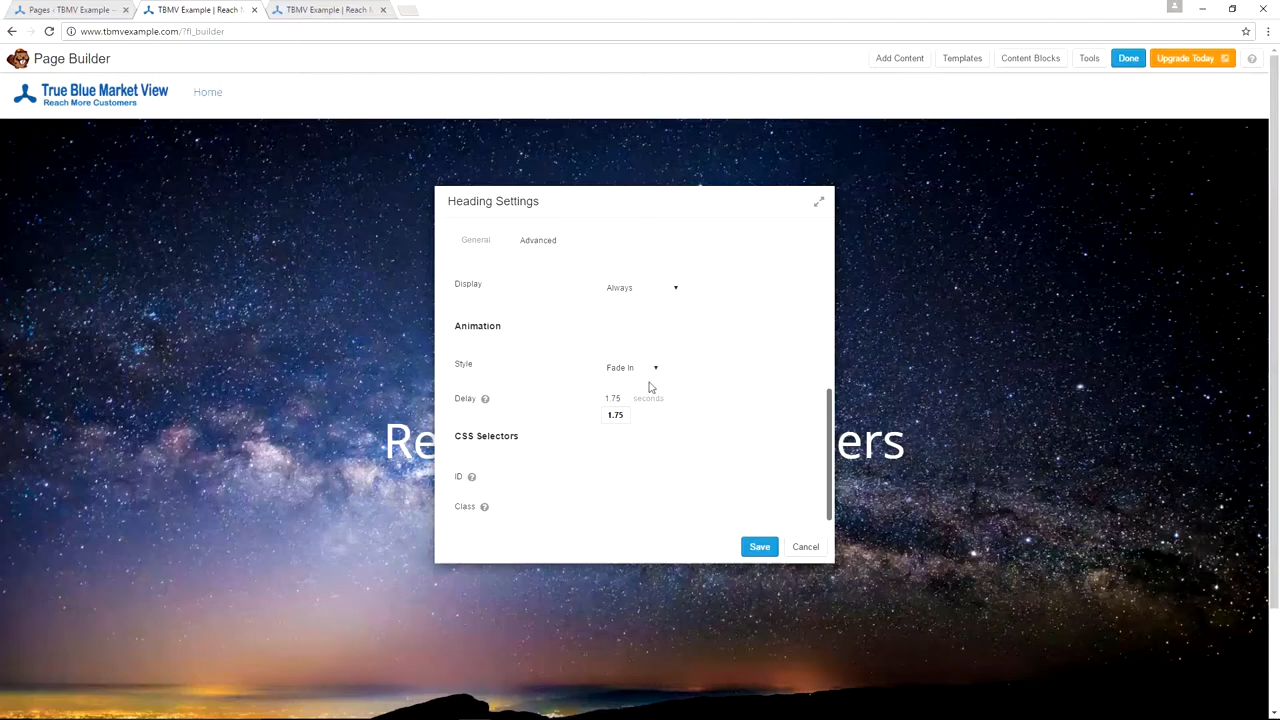 Pages ‹ TBMV Example —
TBMV Example | Reach M
TBMV Example | Reach M
www.tbmvexample.com/?fl_builder
Page Builder
Add Content
Templates
Content Blocks
Tools
Done
Upgrade Today
True Blue Market View
Reach More Customers
Home
Heading Settings
General
Advanced
Display
Always
Animation
Style
Fade In
Delay
1.75 seconds
1.75
CSS Selectors
Re
ers
ID
Class
Save
Cancel